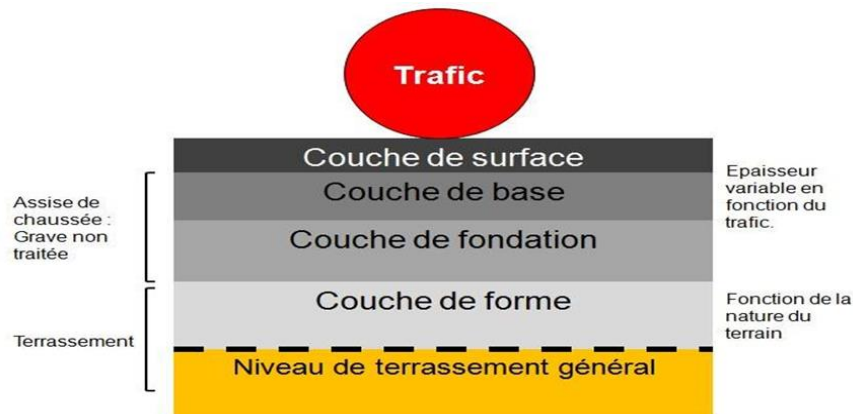 Trafic
Couche de surface
Assise de
chaussée :
Grave non
traitée
Couche de base
Couche de fondation
Epaisseur
variable en
fonction du
trafic.
Terrassement
Couche de forme
Fonction de la
nature du
terrain
Niveau de terrassement général